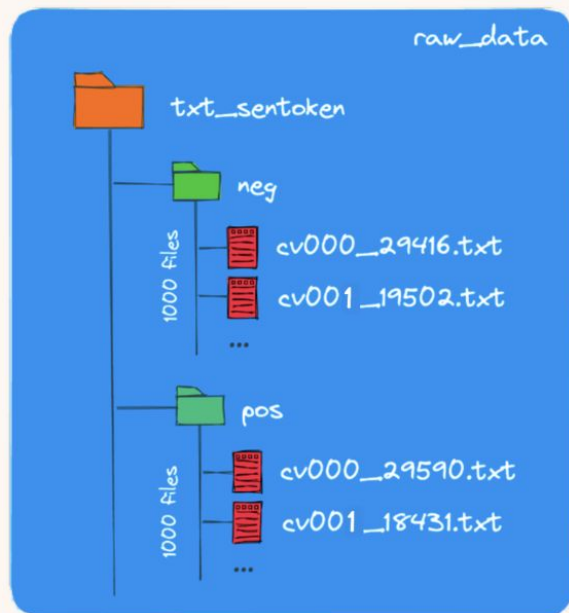 raw_data
txt_sentoken
neg
1000 files
cv000_29416.txt
cv001_19502.txt
...
pos
1000 files
cv000_29590.txt
cv001_18431.txt
...